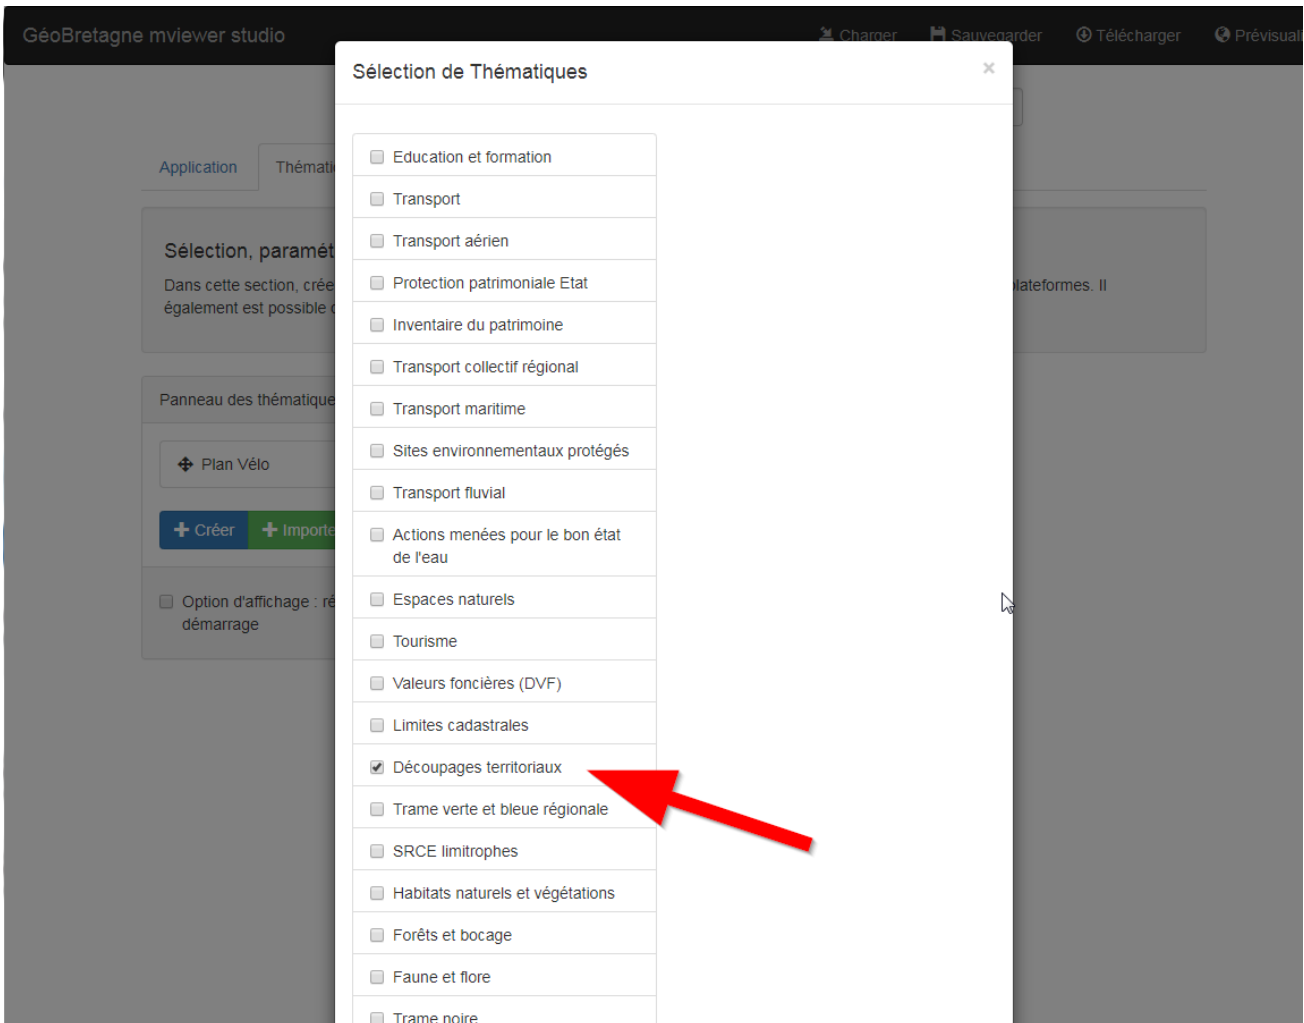 GéoBretagne mviewer studio
Charger
Sauvegarder
Télécharger
Prévisuali
Sélection de Thématiques
×
Application
Thémati
Sélection, paramét
Dans cette section, crée
lateformes. Il
également est possible
Panneau des thématique
Plan Vélo
Créer
Importe
Option d'affichage : ré
démarrage
Education et formation
Transport
Transport aérien
Protection patrimoniale Etat
Inventaire du patrimoine
Transport collectif régional
Transport maritime
Sites environnementaux protégés
Transport fluvial
Actions menées pour le bon état
de l'eau
Espaces naturels
Tourisme
Valeurs foncières (DVF)
Limites cadastrales
Découpages territoriaux
Trame verte et bleue régionale
SRCE limitrophes
Habitats naturels et végétations
Forêts et bocage
Faune et flore
Trame noire